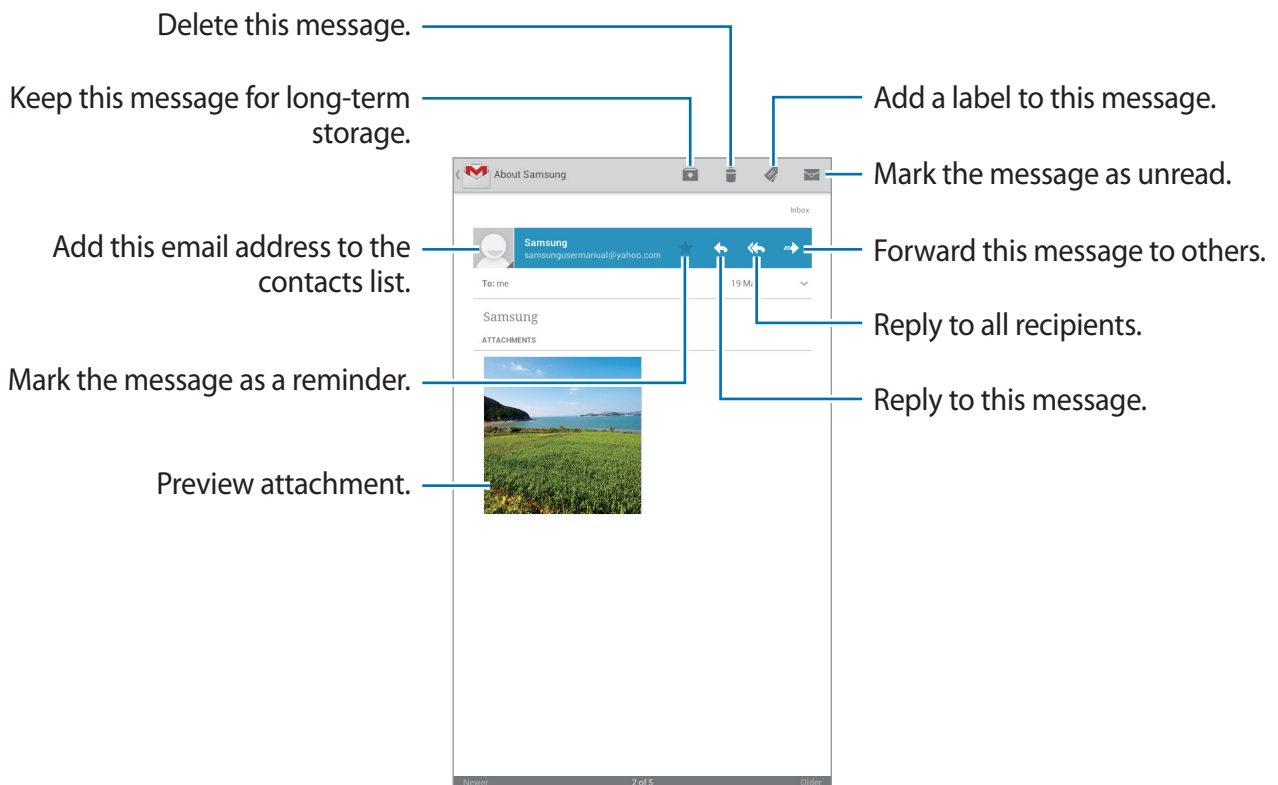 Delete this message.
Keep this message for long-term
storage.
Add a label to this message.
About Samsung
Mark the message as unread.
Inbox
Add this email address to the
contacts list.
Samsung
samsungusermanual@yahoo.com
Forward this message to others.
To: me
19 Ma
Samsung
Reply to all recipients.
ATTACHMENTS
Mark the message as a reminder.
Reply to this message.
Preview attachment.
Newer
2 of 5
Older